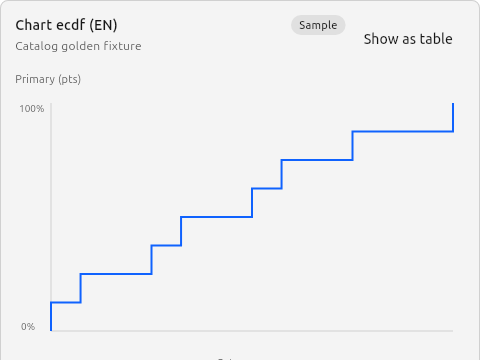 Chart ecdf (EN)
Sample
Show as table
Catalog golden fixture
Primary (pts)
100%
0%